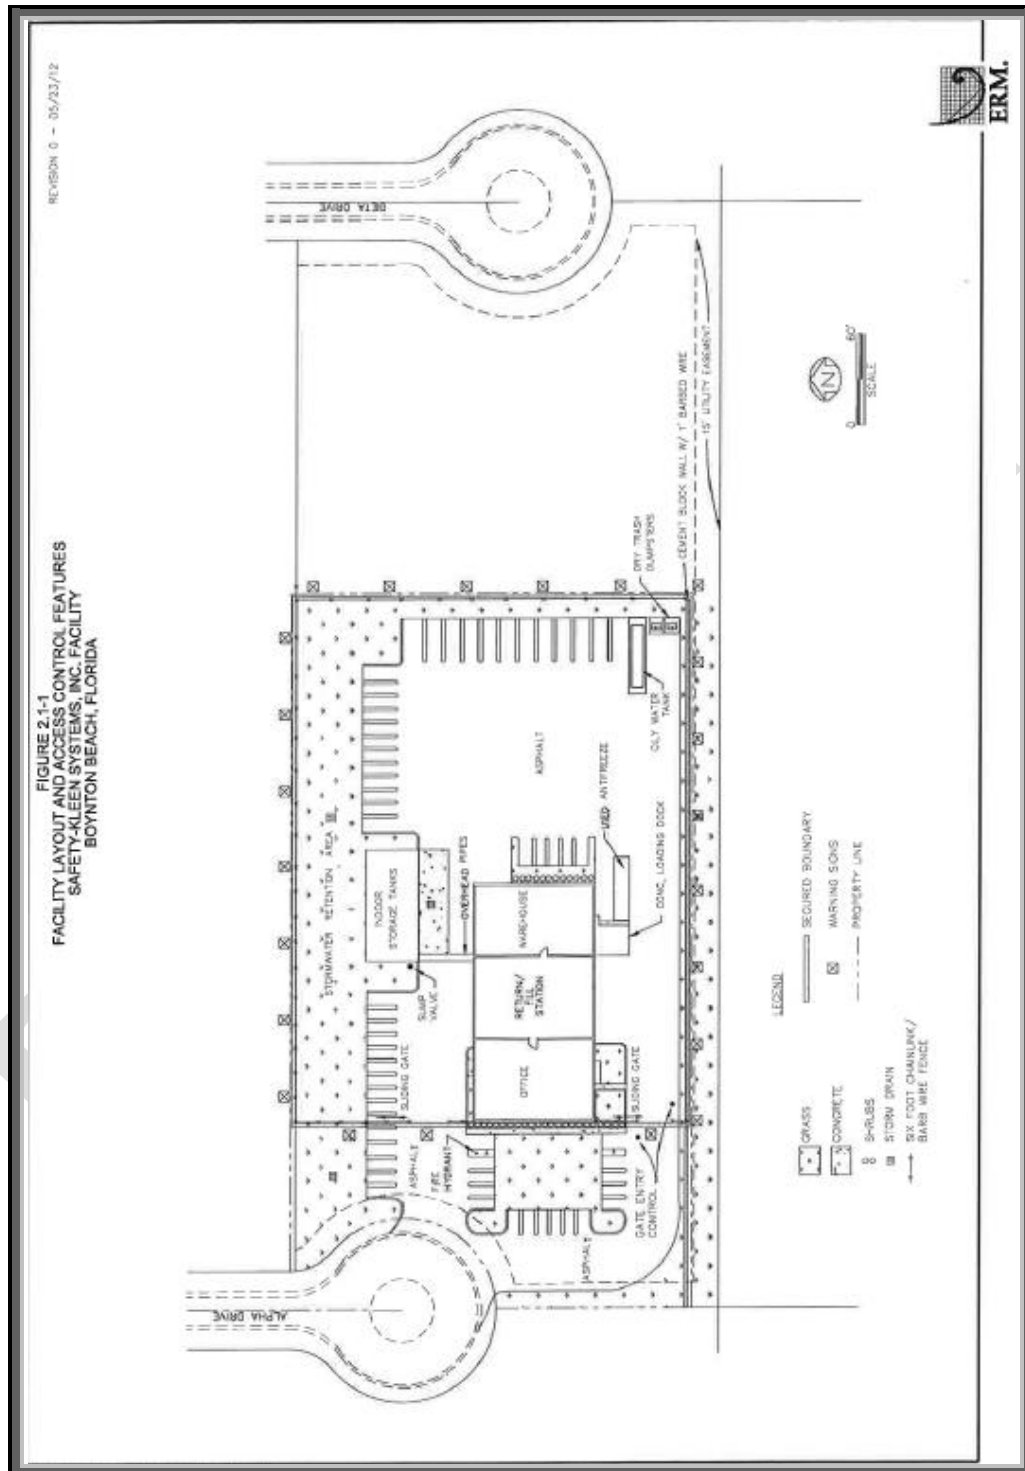 REVISION 0 - 05/23/12
FIGURE 2.1-1
FACILITY LAYOUT AND ACCESS CONTROL FEATURES
SAFETY-KLEEN SYSTEMS, INC. FACILITY
BOYNTON BEACH, FLORIDA
ALPHA DRIVE
BETA DRIVE
STORMWATER RETENTION AREA
INDOOR
STORAGE TANKS
SUMP
VALVE
OVERHEAD PIPES
SLIDING GATE
ASPHALT
FIRE
HYDRANT
OFFICE
RETURN/
FILL
STATION
WAREHOUSE
ASPHALT
USED ANTIFREEZE
CONC. LOADING DOCK
OILY WATER
TANK
DRY TRASH
DUMPSTERS
CEMENT BLOCK WALL W/ 1' BARBED WIRE
15' UTILITY EASEMENT
SLIDING GATE
GATE ENTRY
CONTROL
ASPHALT
LEGEND
GRASS
CONCRETE
SHRUBS
STORM DRAIN
SIX FOOT CHAINLINK/
BARB WIRE FENCE
SECURED BOUNDARY
WARNING SIGNS
PROPERTY LINE
N
0 60'
SCALE
ERM.